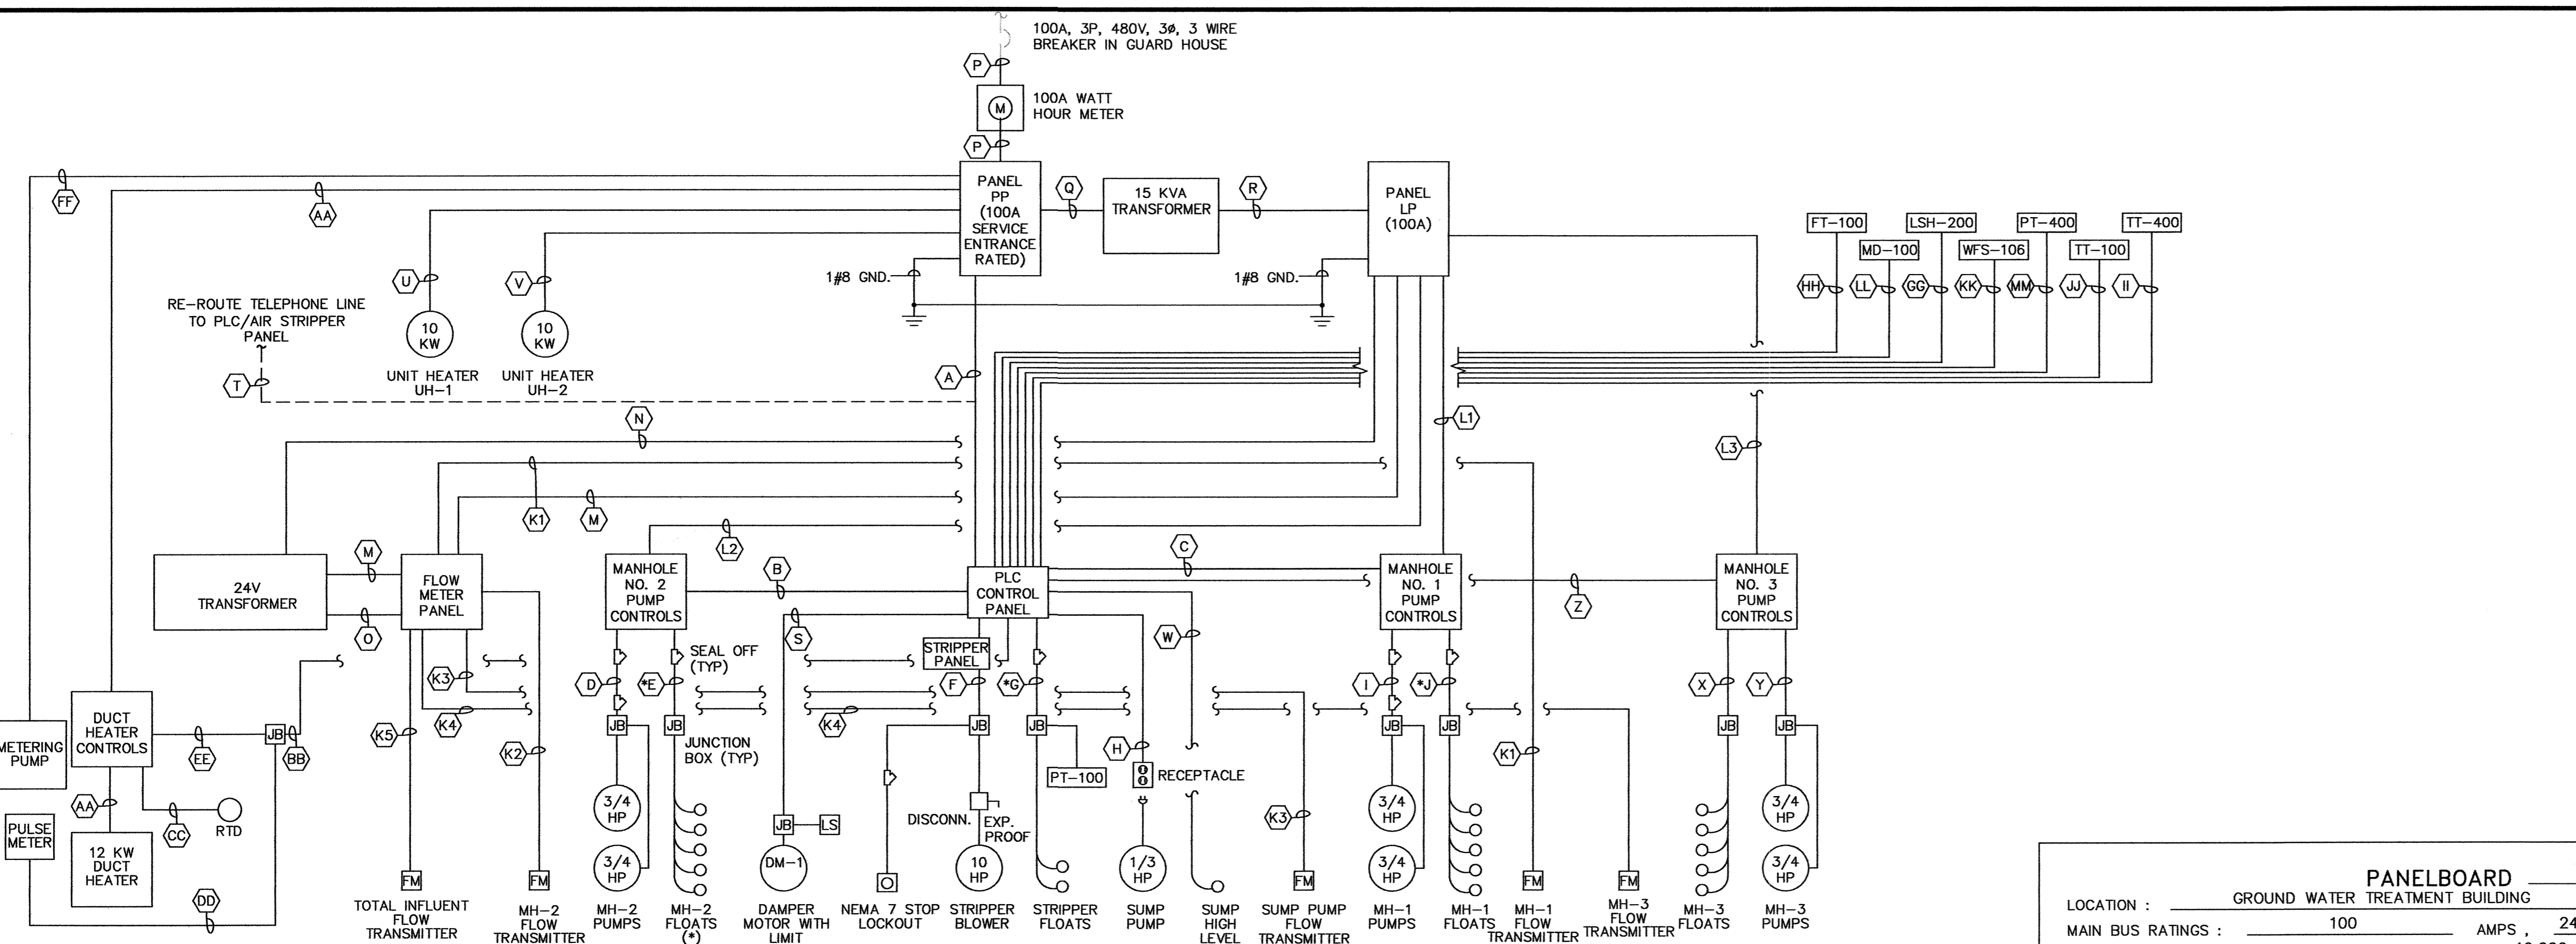 100A, 3P, 480V, 3ø, 3 WIRE
BREAKER IN GUARD HOUSE
P
M
100A WATT
HOUR METER
P
FF
AA
PANEL
PP
(100A
SERVICE
ENTRANCE
RATED)
Q
15 KVA
TRANSFORMER
R
PANEL
LP
(100A)
FT-100
LSH-200
PT-400
TT-400
MD-100
WFS-106
TT-100
HH
LL
GG
KK
MM
JJ
II
U
V
1#8 GND.
1#8 GND.
RE-ROUTE TELEPHONE LINE
TO PLC/AIR STRIPPER
PANEL
10
KW
10
KW
UNIT HEATER
UH-1
UNIT HEATER
UH-2
T
A
N
L1
L3
K1
M
L2
M
24V
TRANSFORMER
O
FLOW
METER
PANEL
MANHOLE
NO. 2
PUMP
CONTROLS
B
S
PLC
CONTROL
PANEL
C
W
MANHOLE
NO. 1
PUMP
CONTROLS
Z
MANHOLE
NO. 3
PUMP
CONTROLS
SEAL OFF
(TYP)
STRIPPER
PANEL
K3
D
*E
F
*G
I
*J
X
Y
METERING
PUMP
DUCT
HEATER
CONTROLS
EE
JB
BB
K5
K4
K2
JB
JB
JUNCTION
BOX (TYP)
K4
JB
JB
H
JB
JB
K1
JB
JB
PT-100
RECEPTACLE
AA
CC
RTD
PULSE
METER
12 KW
DUCT
HEATER
3/4
HP
3/4
HP
JB
LS
DM-1
DISCONN.
EXP.
PROOF
10
HP
1/3
HP
K3
3/4
HP
3/4
HP
3/4
HP
3/4
HP
DD
FM
FM
FM
FM
FM
TOTAL INFLUENT
FLOW
TRANSMITTER
MH-2
FLOW
TRANSMITTER
MH-2
PUMPS
MH-2
FLOATS
(*)
DAMPER
MOTOR WITH
LIMIT
NEMA 7 STOP
LOCKOUT
STRIPPER
BLOWER
STRIPPER
FLOATS
SUMP
PUMP
SUMP
HIGH
LEVEL
SUMP PUMP
FLOW
TRANSMITTER
MH-1
PUMPS
MH-1
FLOATS
MH-1
FLOW
TRANSMITTER
MH-3
FLOW
TRANSMITTER
MH-3
FLOATS
MH-3
PUMPS
PANELBOARD
LOCATION : GROUND WATER TREATMENT BUILDING
MAIN BUS RATINGS : 100 AMPS , 24